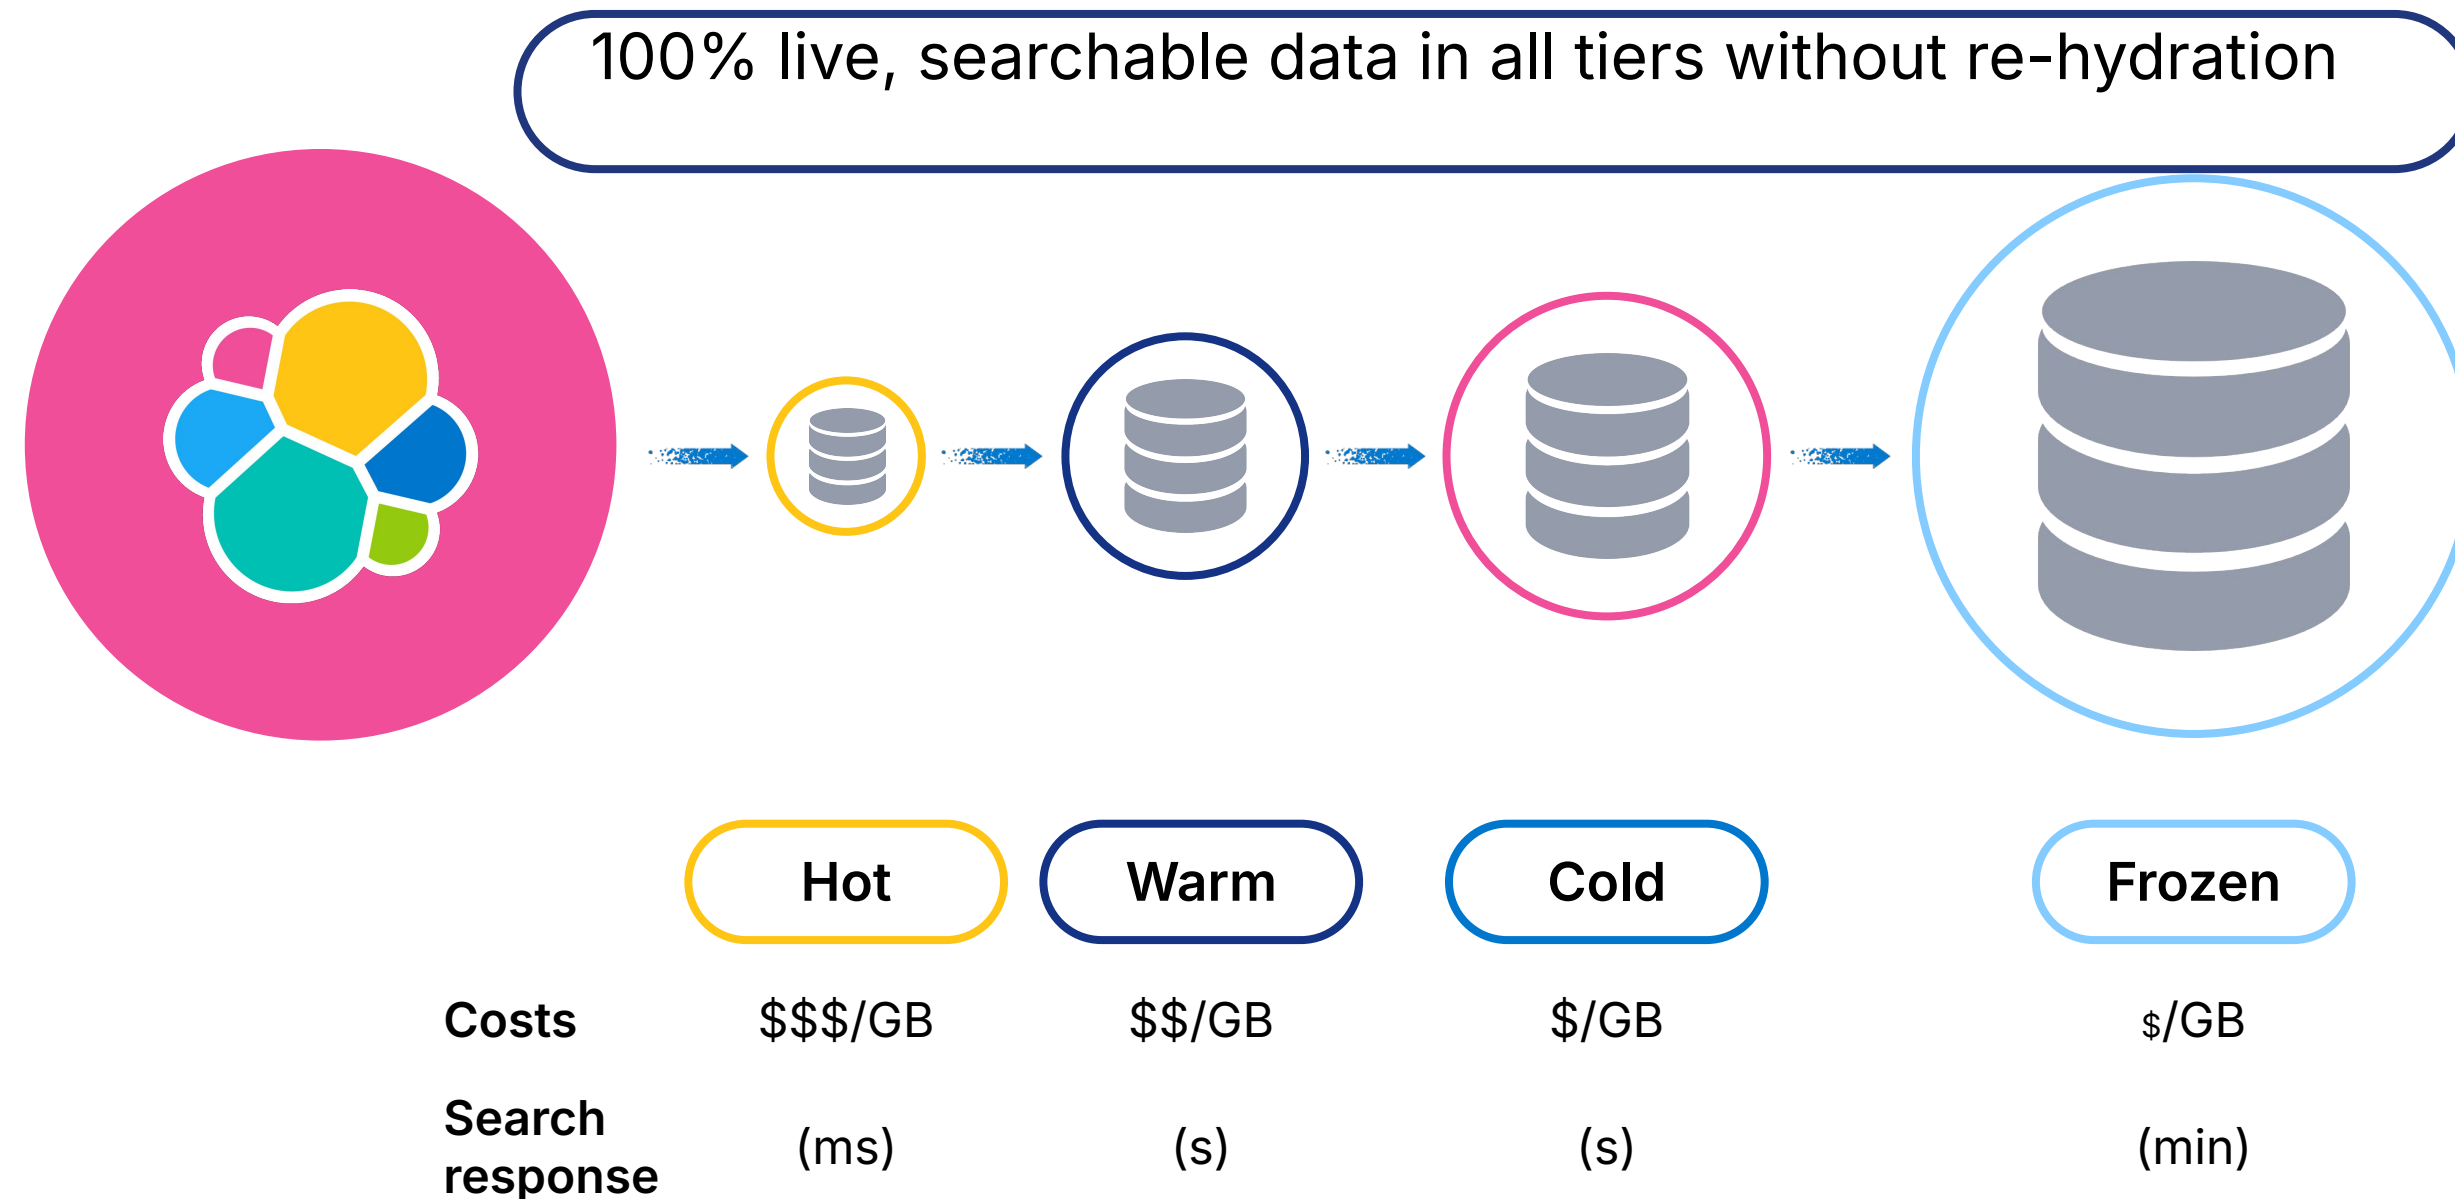 100% live, searchable data in all tiers without re-hydration
Hot Warm Cold Frozen
Costs $$$/GB $$/GB $/GB $/GB
Search
response (ms) (s) (s) (min)